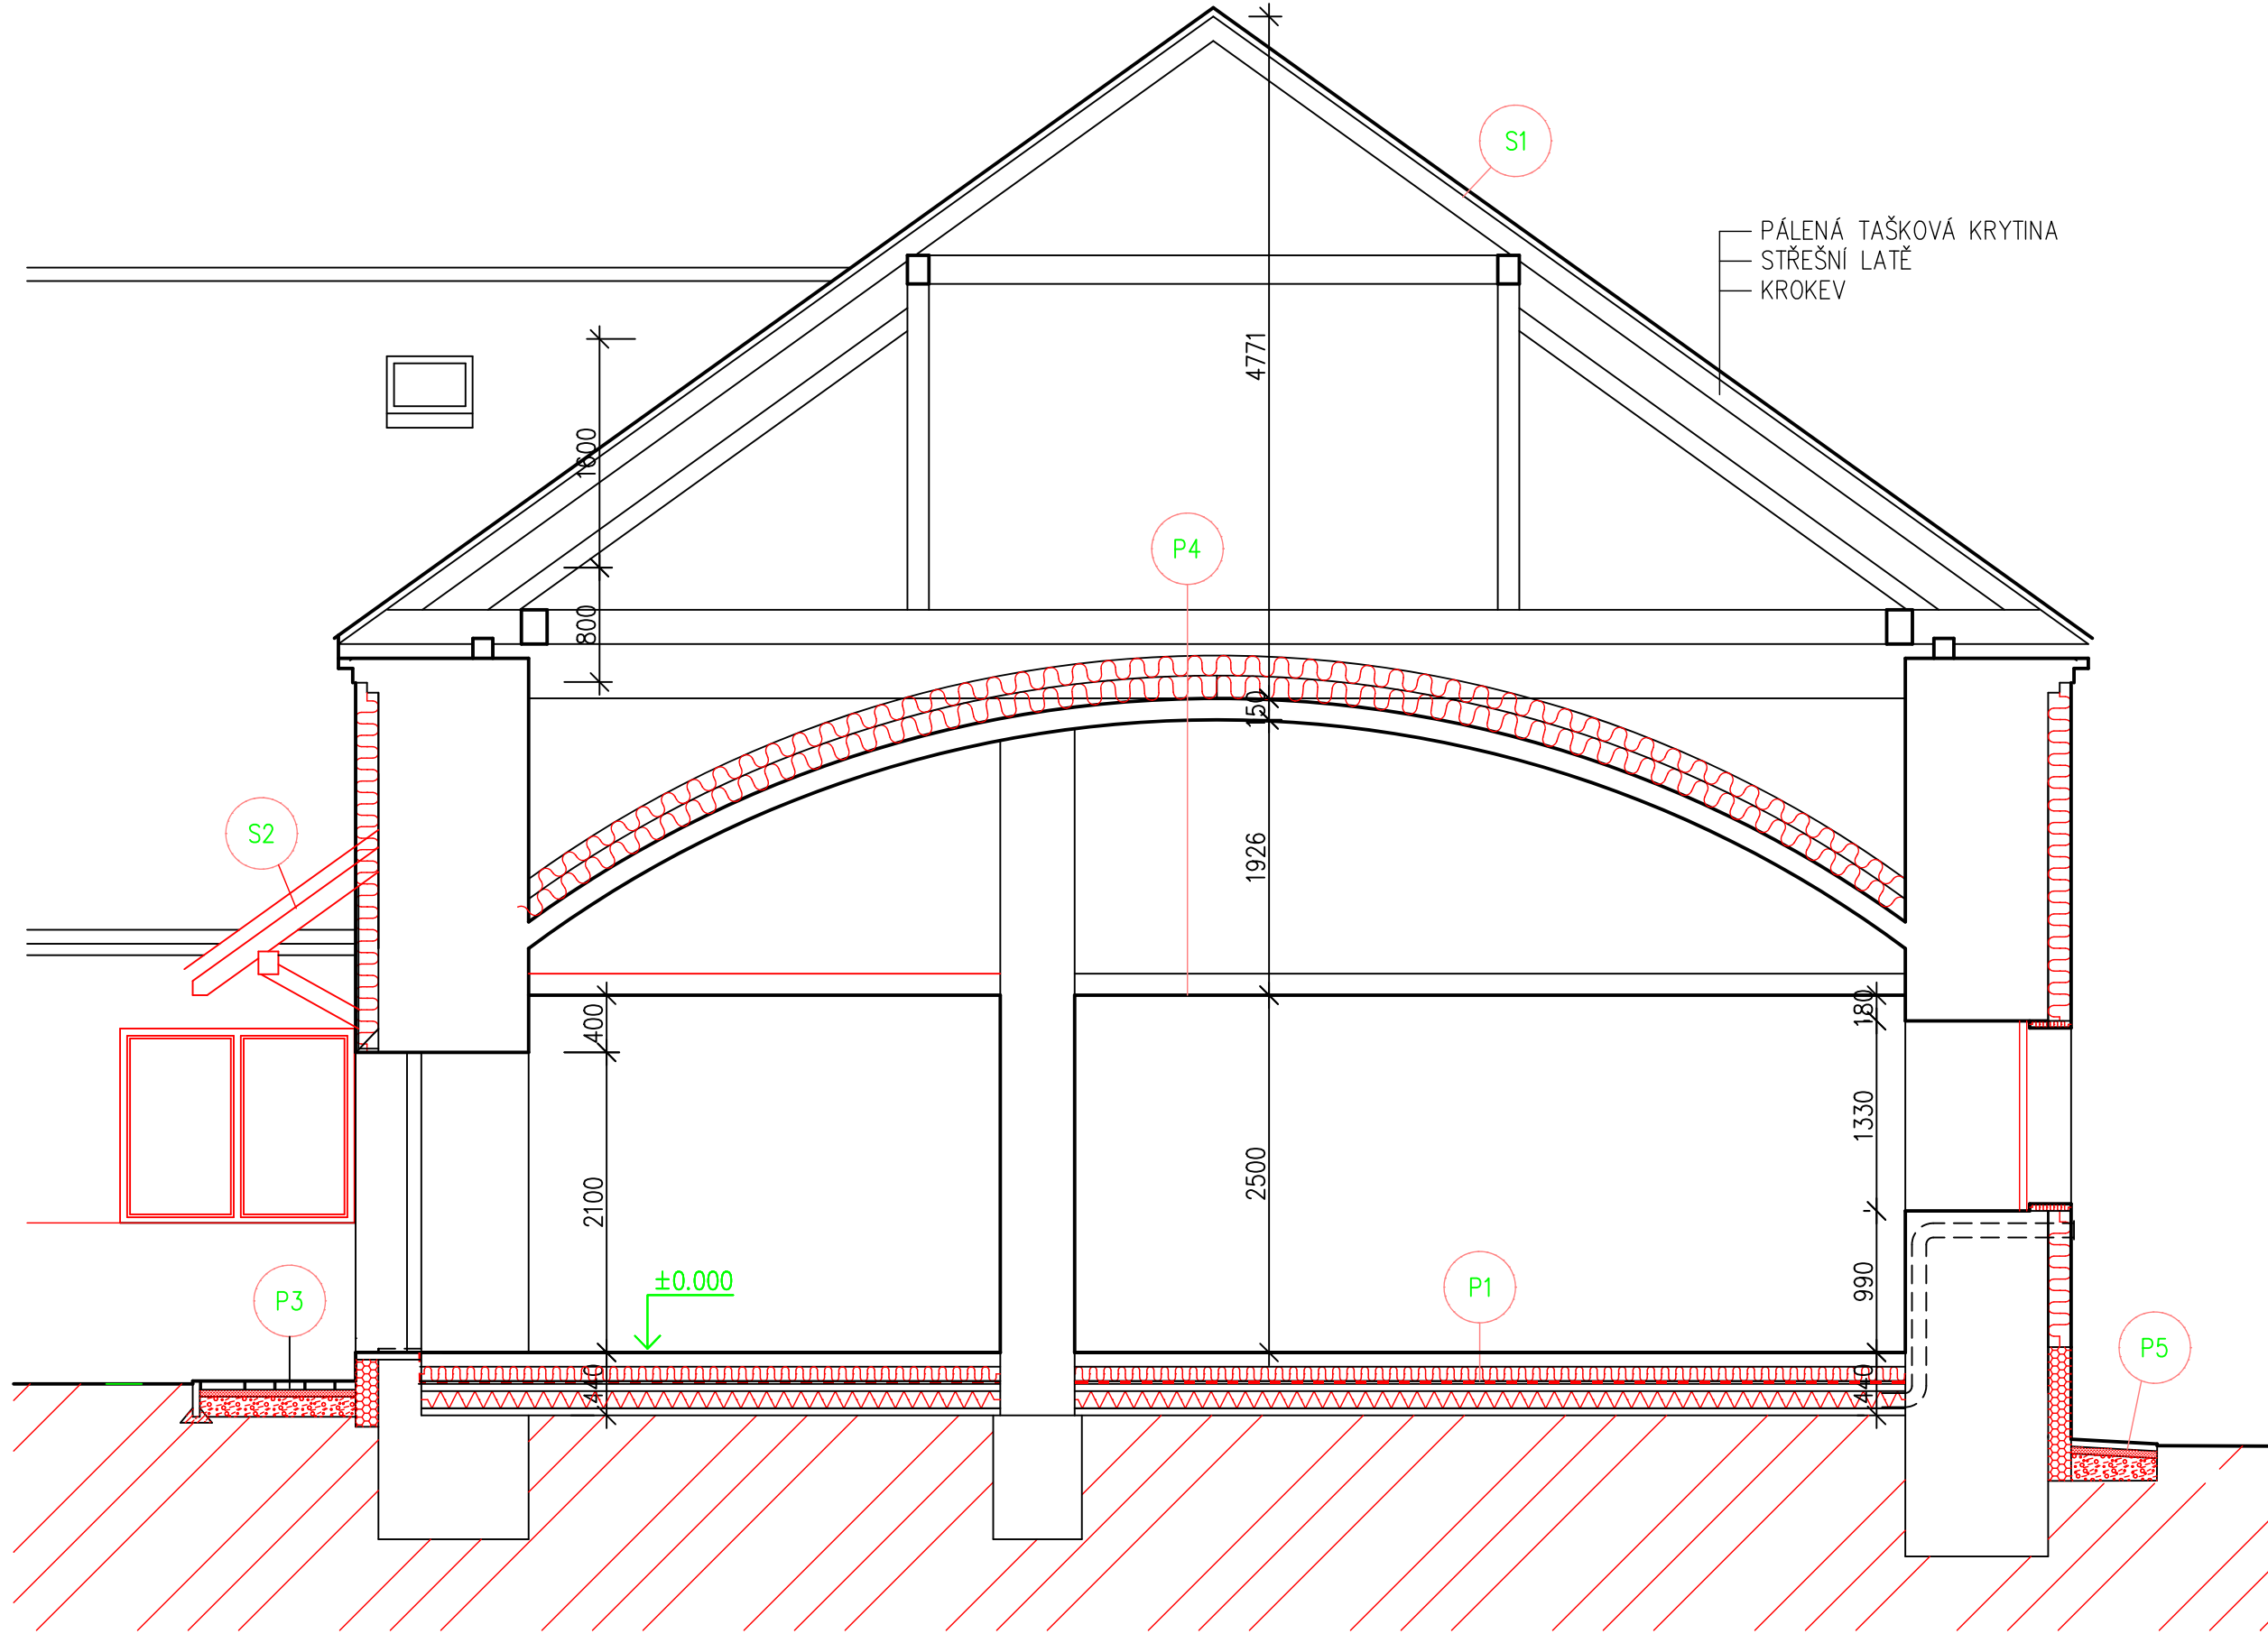 S1
PÁLENÁ TAŠKOVÁ KRYTINA
STŘEŠNÍ LATĚ
KROKEV
4771
1600
P4
800
150
S2
1926
180
400
1330
2500
2100
±0.000
P1
990
P3
P5
440
440